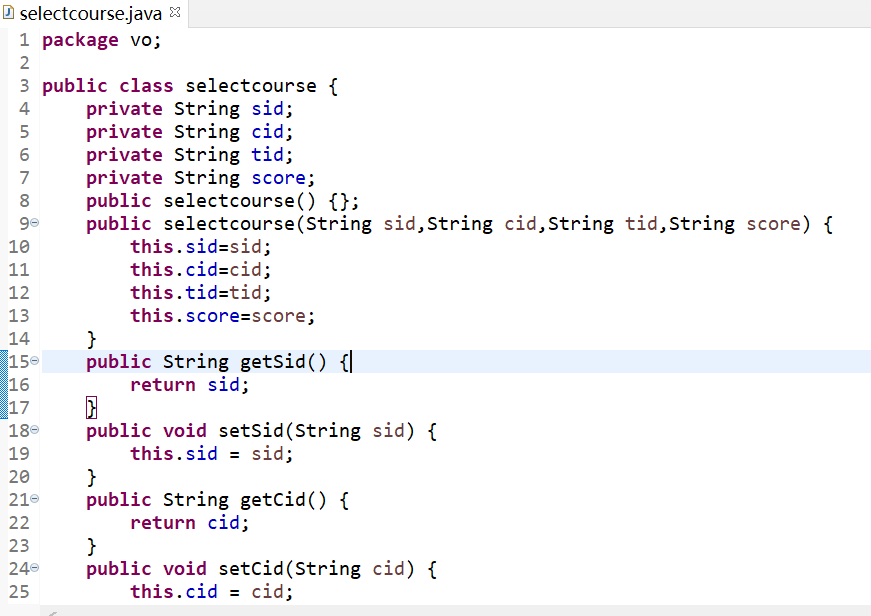 selectcourse.java
1 package vo;
2
3 public class selectcourse {
4 private String sid;
5 private String cid;
6 private String tid;
7 private String score;
8 public selectcourse() {};
9 public selectcourse(String sid,String cid,String tid,String score) {
10 this.sid=sid;
11 this.cid=cid;
12 this.tid=tid;
13 this.score=score;
14 }
15 public String getSid() {
16 return sid;
17 }
18 public void setSid(String sid) {
19 this.sid = sid;
20 }
21 public String getCid() {
22 return cid;
23 }
24 public void setCid(String cid) {
25 this.cid = cid;